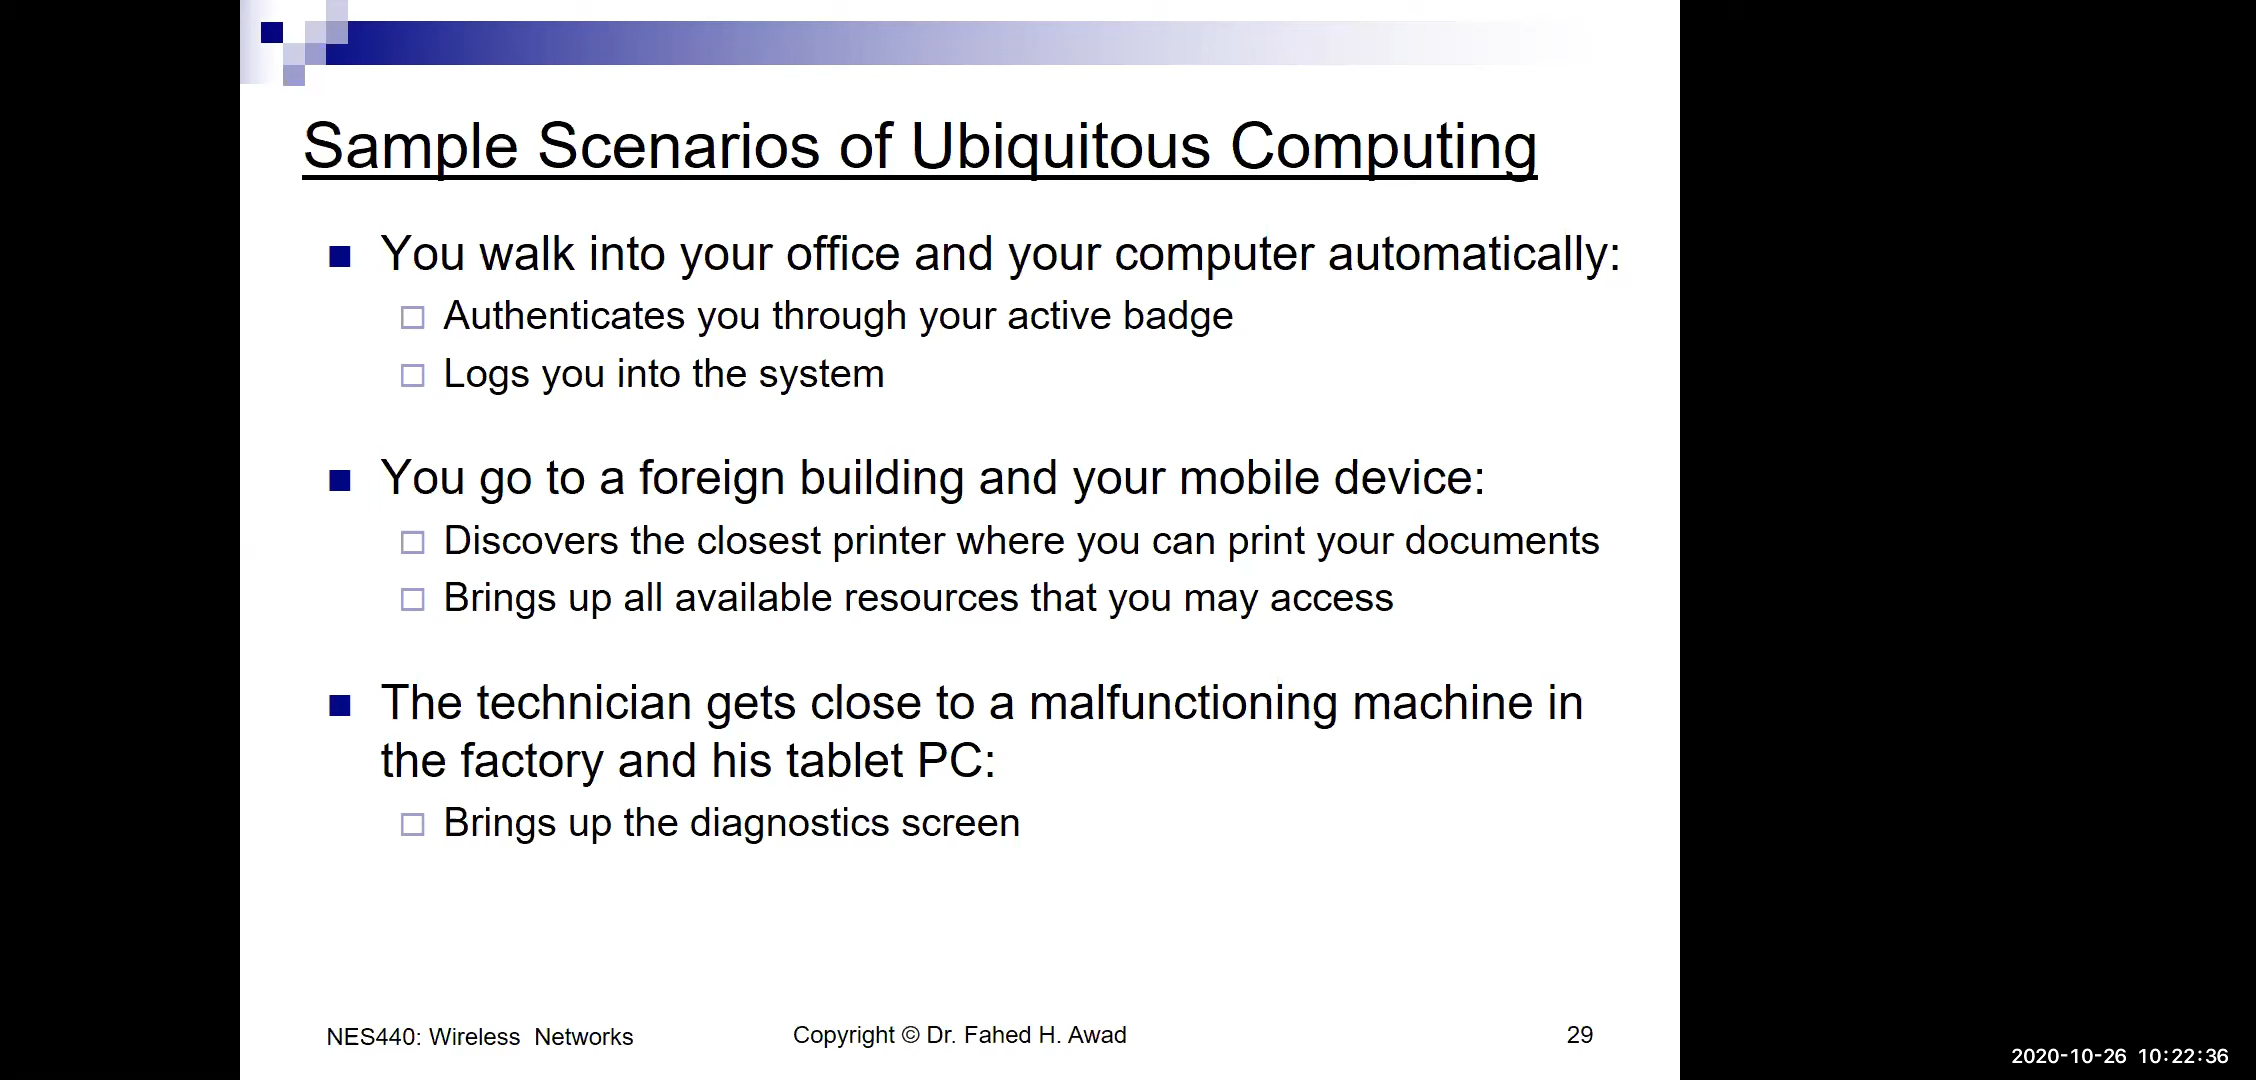 Sample Scenarios of Ubiquitous Computing
You walk into your office and your computer automatically:
Authenticates you through your active badge
Logs you into the system
You go to a foreign building and your mobile device:
Discovers the closest printer where you can print your documents
Brings up all available resources that you may access
The technician gets close to a malfunctioning machine in
the factory and his tablet PC:
Brings up the diagnostics screen
NES440: Wireless Networks
Copyright © Dr. Fahed H. Awad
29
2020-10-26 10:22:36